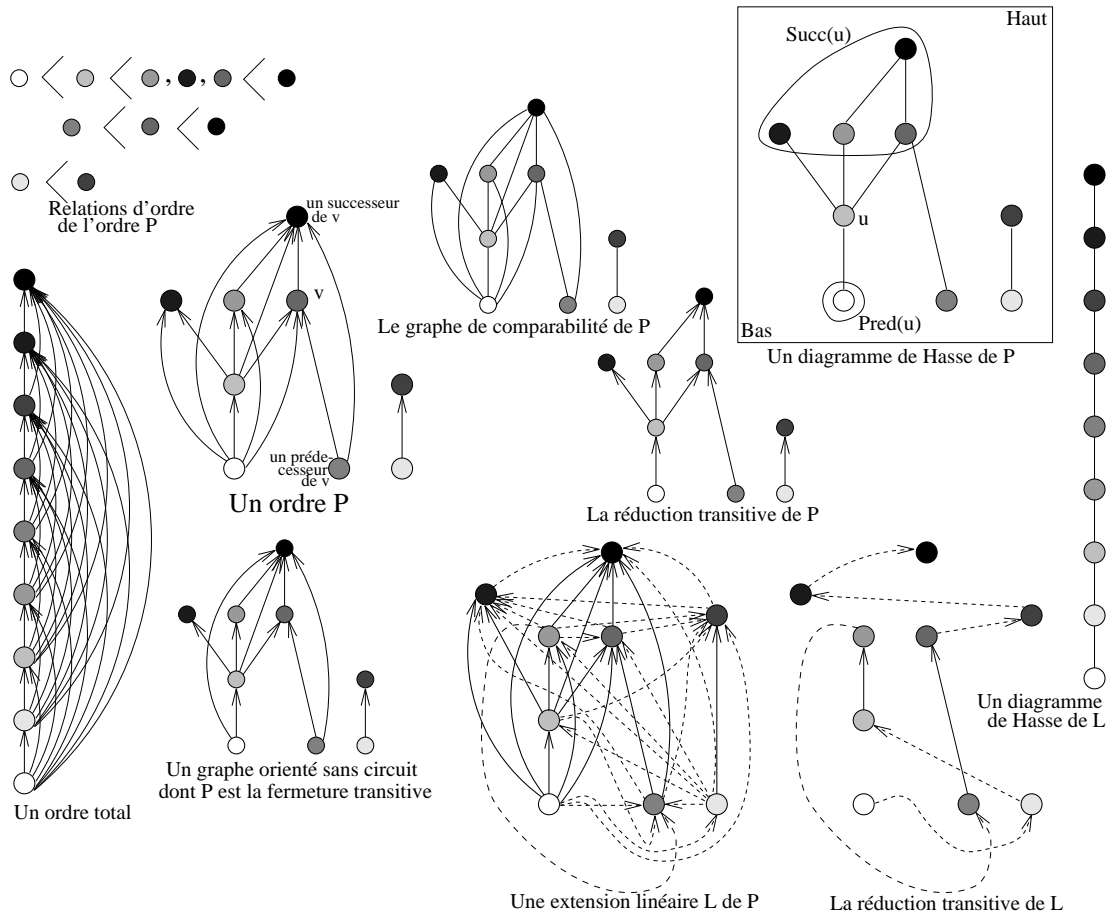 Haut
Succ(u)
u
Pred(u)
Bas
Un diagramme de Hasse de P
< < , , , <
< <
<
Relations d'ordre
de l'ordre P
un successeur
de v
v
un préde-
cesseur
de v
Un ordre P
Le graphe de comparabilité de P
La réduction transitive de P
Un diagramme
de Hasse de L
Un ordre total
Un graphe orienté sans circuit
dont P est la fermeture transitive
Une extension linéaire L de P
La réduction transitive de L